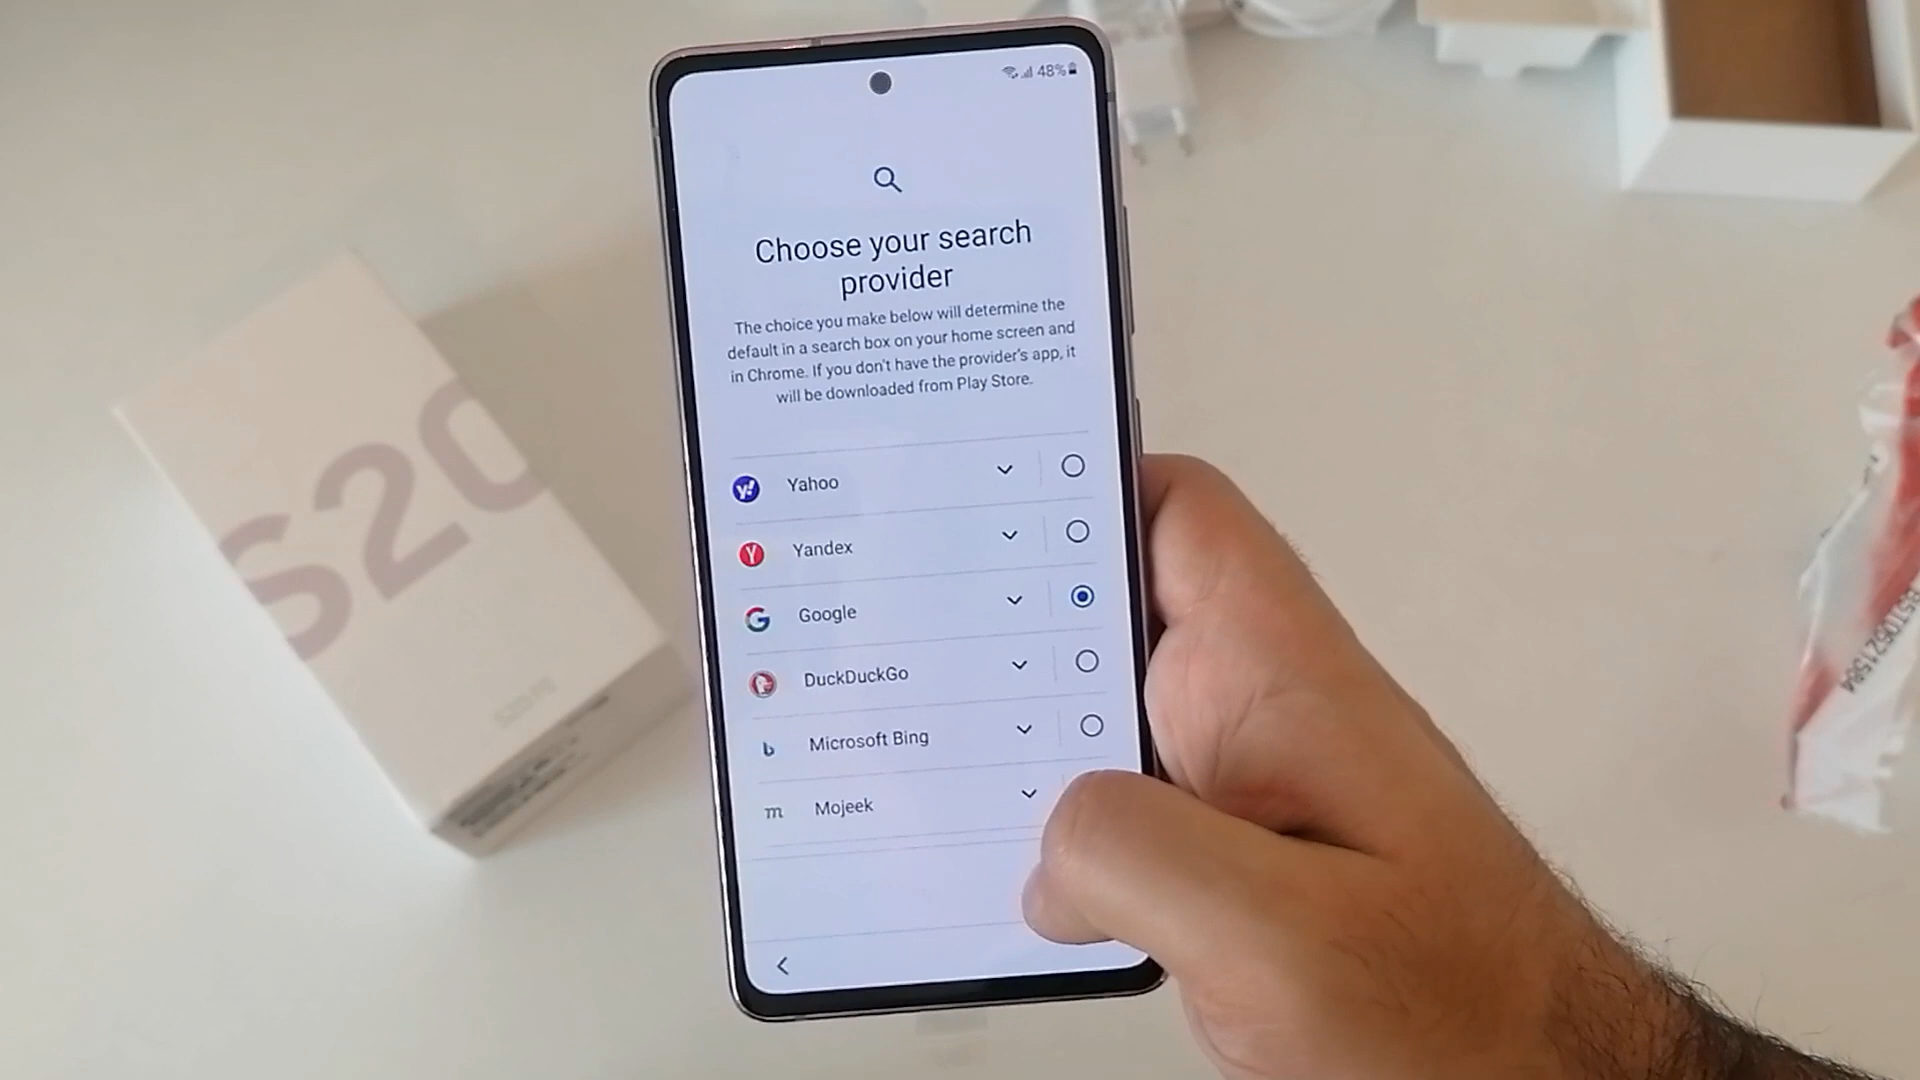 48%
Choose your search
provider
The choice you make below will determine the
default in a search box on your home screen and
in Chrome. If you don't have the provider's app, it
will be downloaded from Play Store.
Yahoo
Yandex
Google
DuckDuckGo
Microsoft Bing
Mojeek
S20